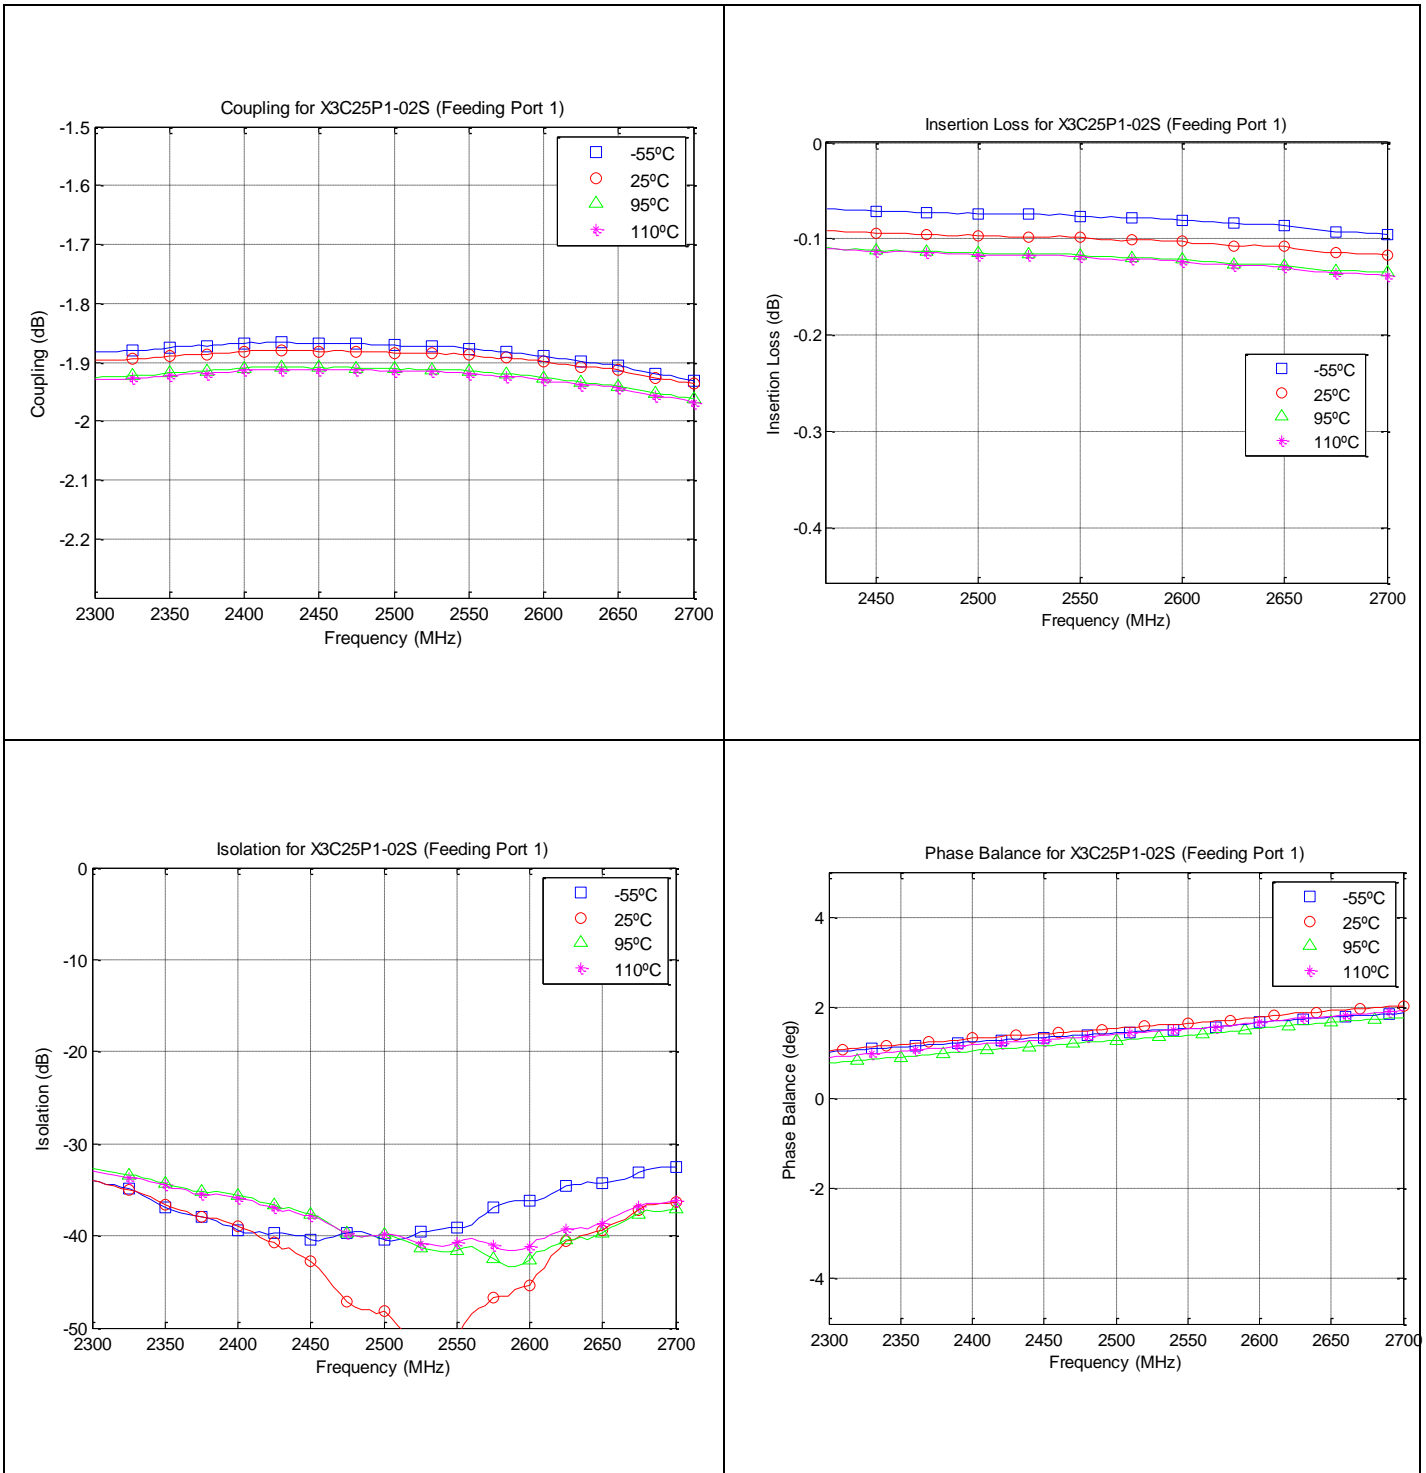 Coupling for X3C25P1-02S (Feeding Port 1)
-1.5
-1.6
-1.7
-1.8
-1.9
-2
-2.1
-2.2
Coupling (dB)
-55ºC
25ºC
95ºC
110ºC
2300 2350 2400 2450 2500 2550 2600 2650 2700
Frequency (MHz)
Insertion Loss for X3C25P1-02S (Feeding Port 1)
0
-0.1
-0.2
-0.3
-0.4
Insertion Loss (dB)
-55ºC
25ºC
95ºC
110ºC
2450 2500 2550 2600 2650 2700
Frequency (MHz)
Isolation for X3C25P1-02S (Feeding Port 1)
0
-10
-20
-30
-40
-50
Isolation (dB)
-55ºC
25ºC
95ºC
110ºC
2300 2350 2400 2450 2500 2550 2600 2650 2700
Frequency (MHz)
Phase Balance for X3C25P1-02S (Feeding Port 1)
4
2
0
-2
-4
Phase Balance (deg)
-55ºC
25ºC
95ºC
110ºC
2300 2350 2400 2450 2500 2550 2600 2650 2700
Frequency (MHz)